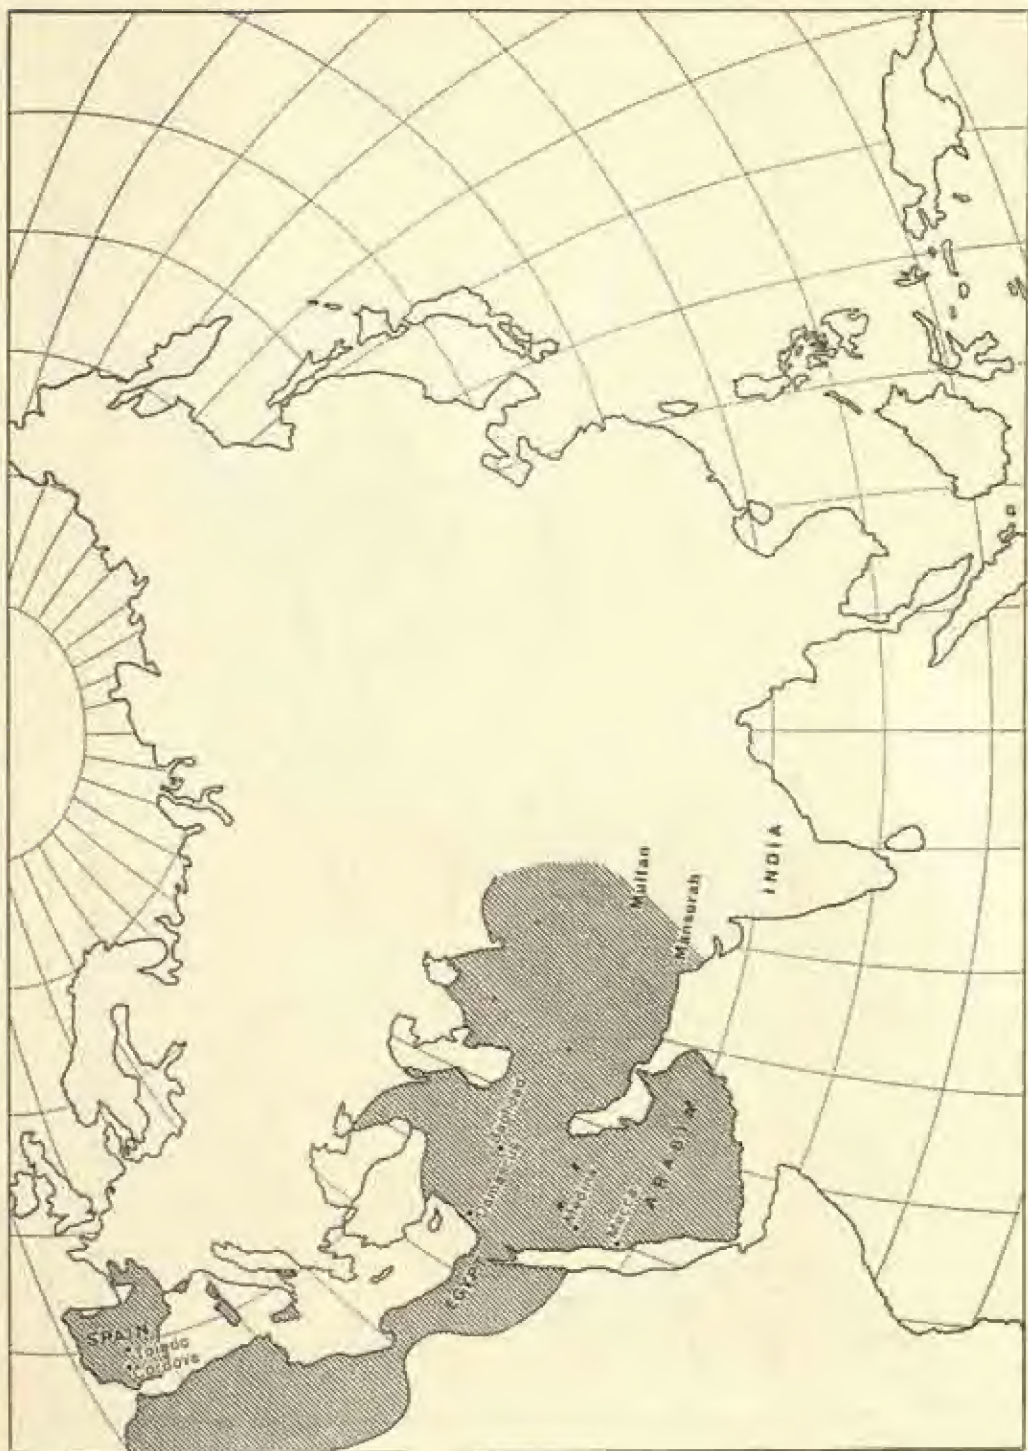 SPAIN
Toledo
Cordova
EGYPT
Damascus
Baghdad
Medina
Mecca
ARABIA
Multan
Mansurah
INDIA